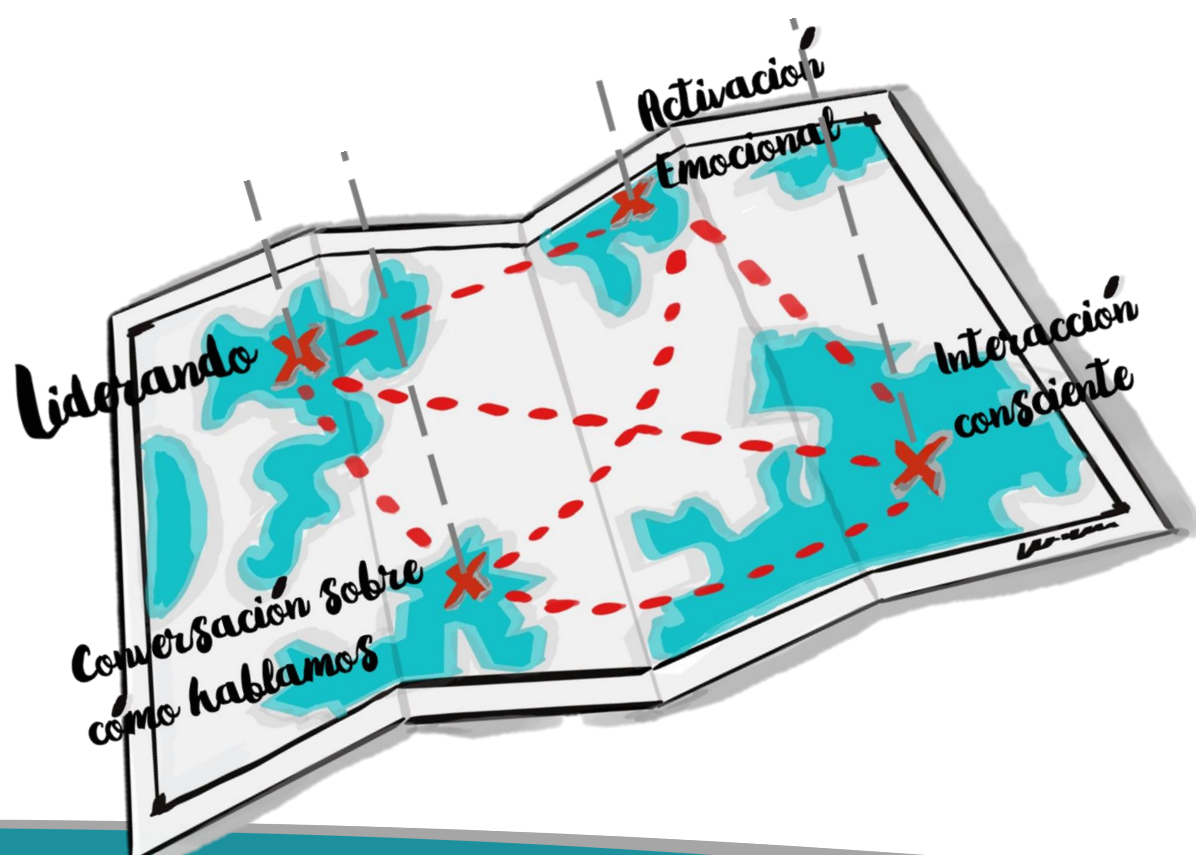 Activación
Emocional
Liderando
Interacción
consciente
Conversación sobre
cómo hablamos